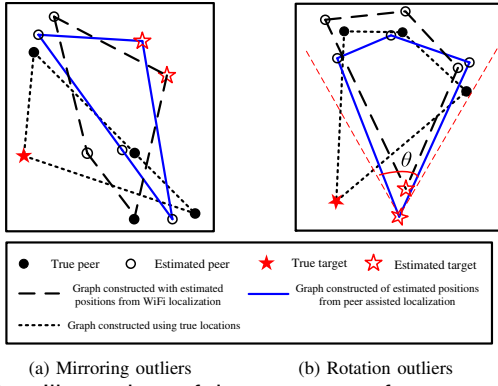 θ
True peer Estimated peer True target Estimated target
Graph constructed with estimated positions from WiFi localization
Graph constructed of estimated positions from peer assisted localization
Graph constructed using true locations
(a) Mirroring outliers
(b) Rotation outliers